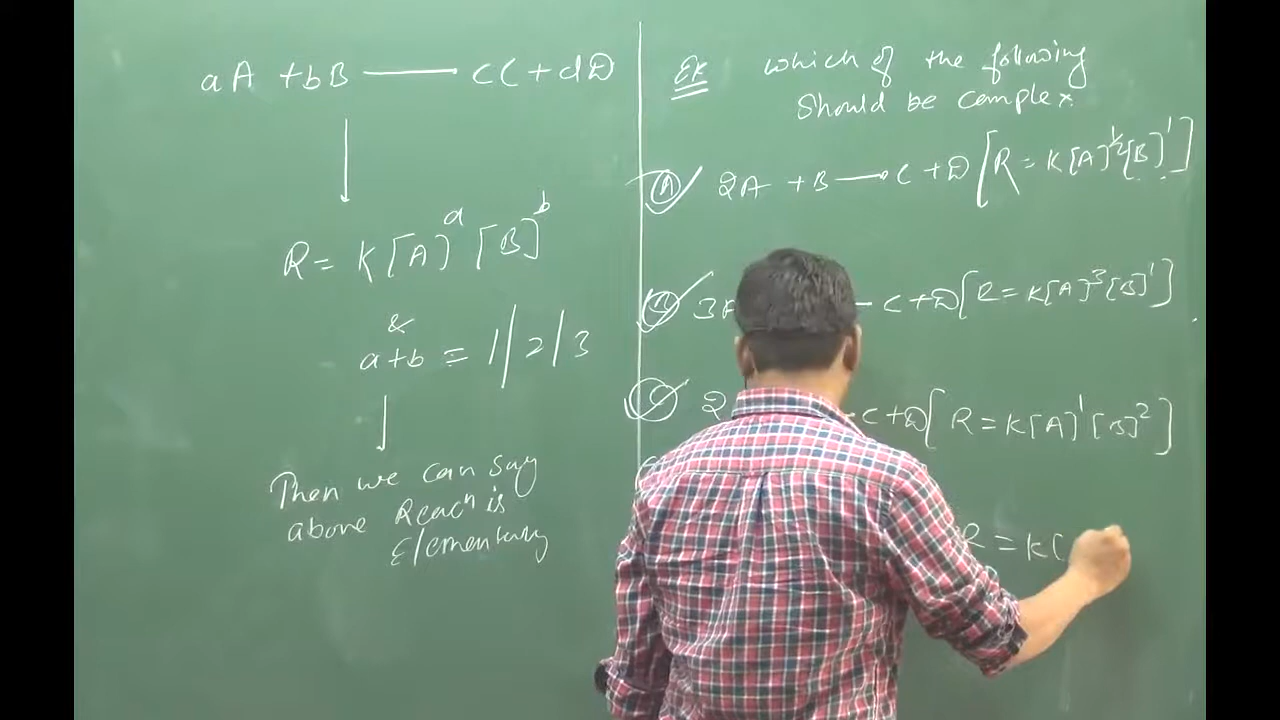 aA + bB —— cC + dD
R = K[A]^a [B]^b
&
a+b = 1/2/3
Then we can say
above Reacⁿ is
Elementary
Ex which of the following
Should be complex
(A) 2A + B —— C + D [R = K[A]^1/2 [B]^1]
(B) 3A — C + D [R = K[A]^3 [B]^1]
(C) 2 — C + D [R = K[A]^1 [B]^2]
R = K[